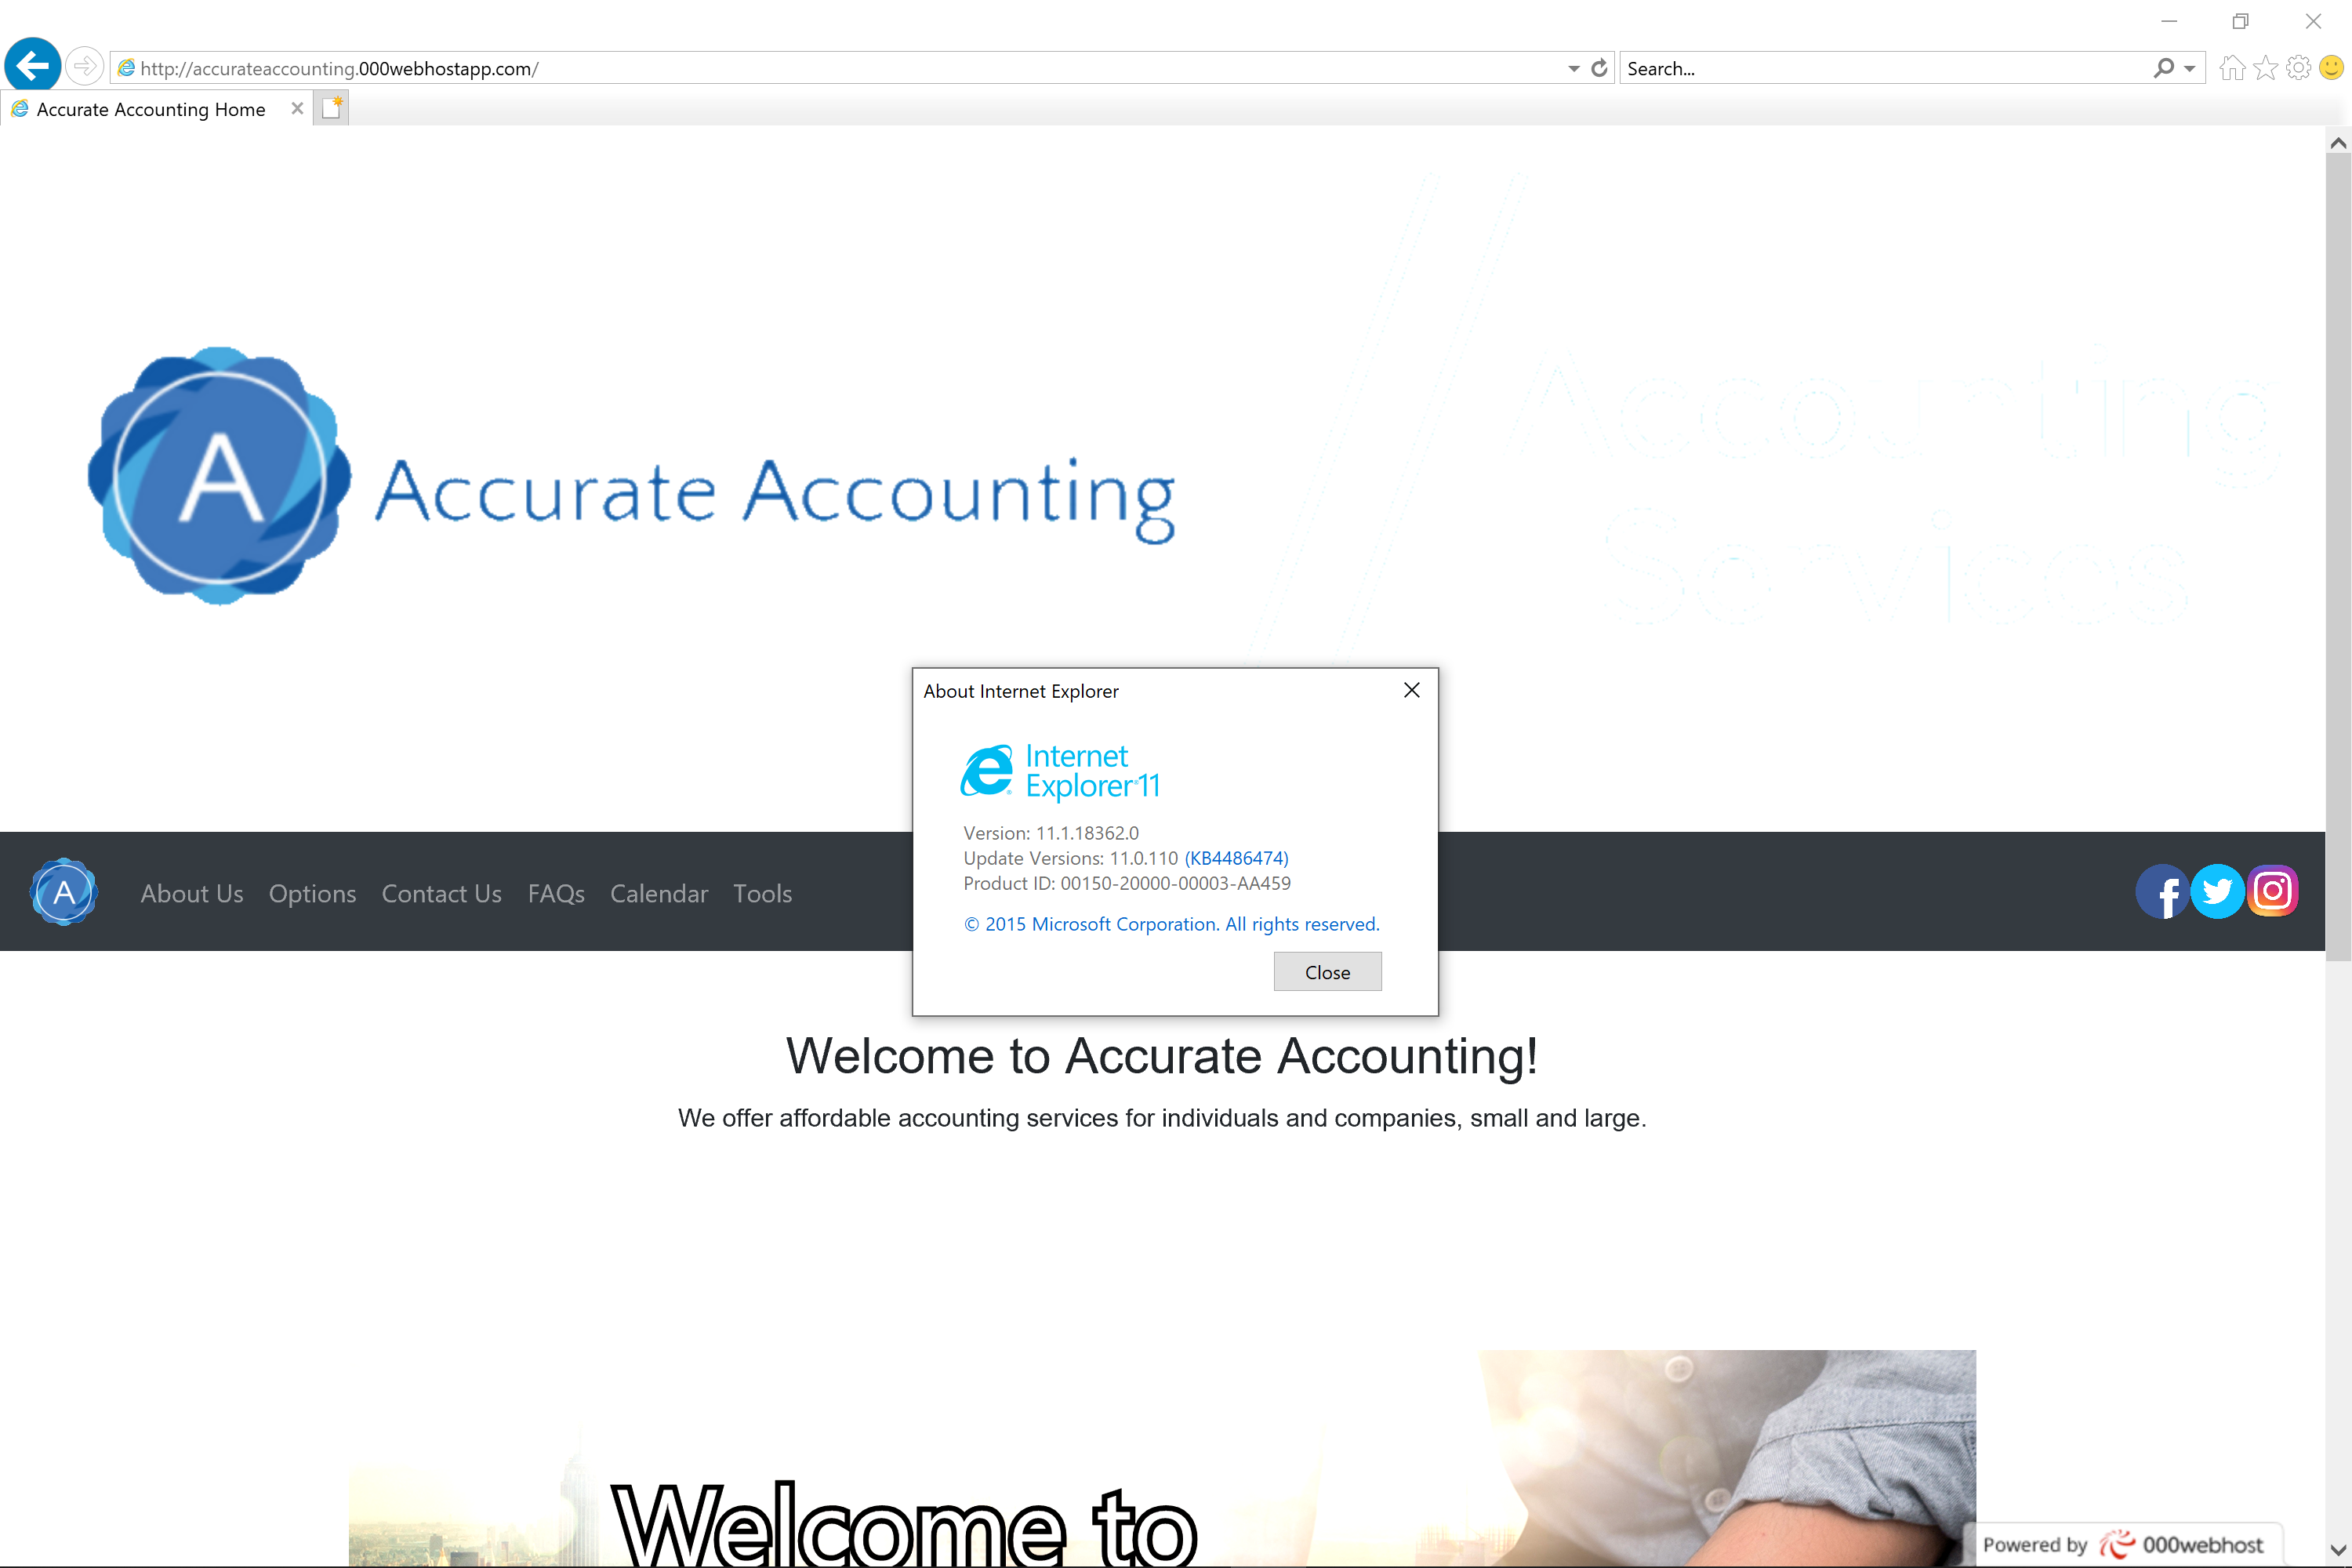 http://accurateaccounting.000webhostapp.com/
Search...
Accurate Accounting Home
A
Accurate Accounting
Accounting
Services
About Internet Explorer
Internet
Explorer 11
Version: 11.1.18362.0
Update Versions: 11.0.110 (KB4486474)
Product ID: 00150-20000-00003-AA459
© 2015 Microsoft Corporation. All rights reserved.
Close
A
About Us Options Contact Us FAQs Calendar Tools
Welcome to Accurate Accounting!
We offer affordable accounting services for individuals and companies, small and large.
Welcome to
Powered by 000webhost